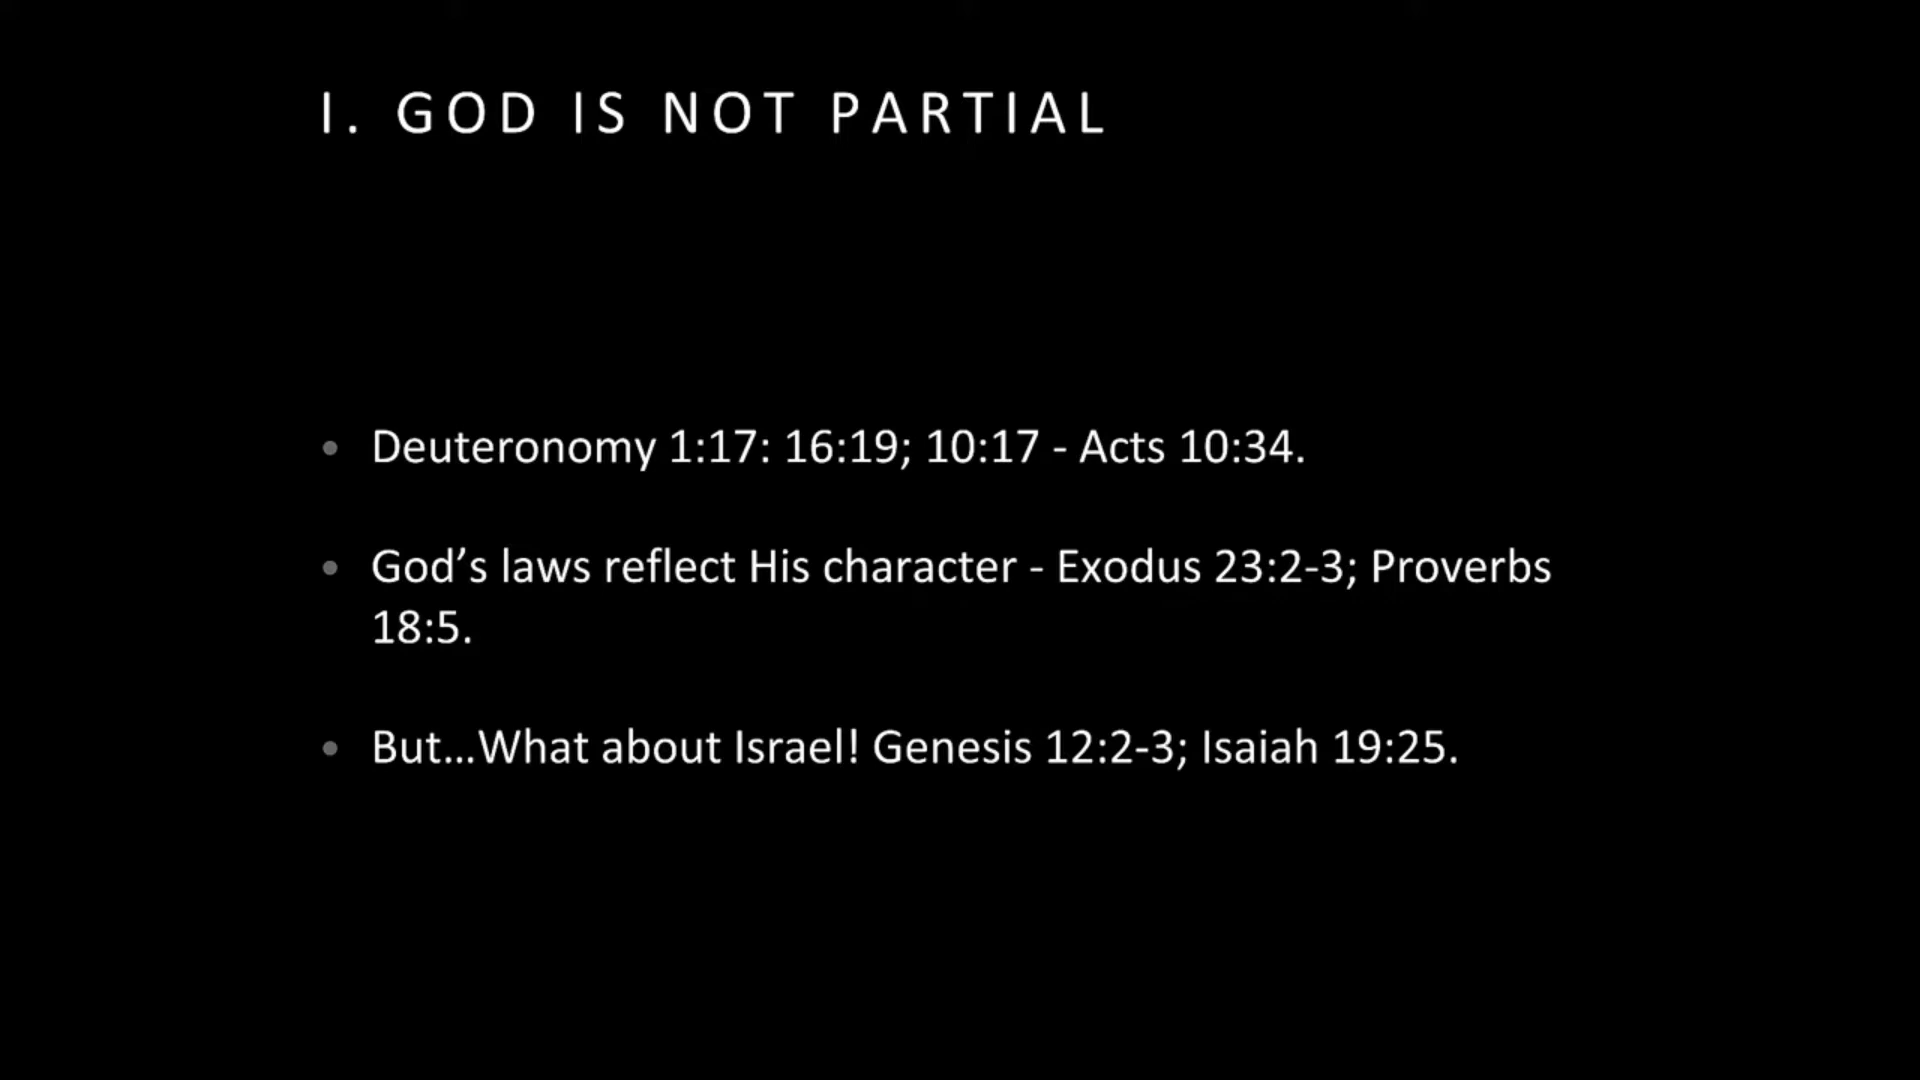 I. GOD IS NOT PARTIAL
• Deuteronomy 1:17: 16:19; 10:17 - Acts 10:34.
• God’s laws reflect His character - Exodus 23:2-3; Proverbs
18:5.
• But...What about Israel! Genesis 12:2-3; Isaiah 19:25.